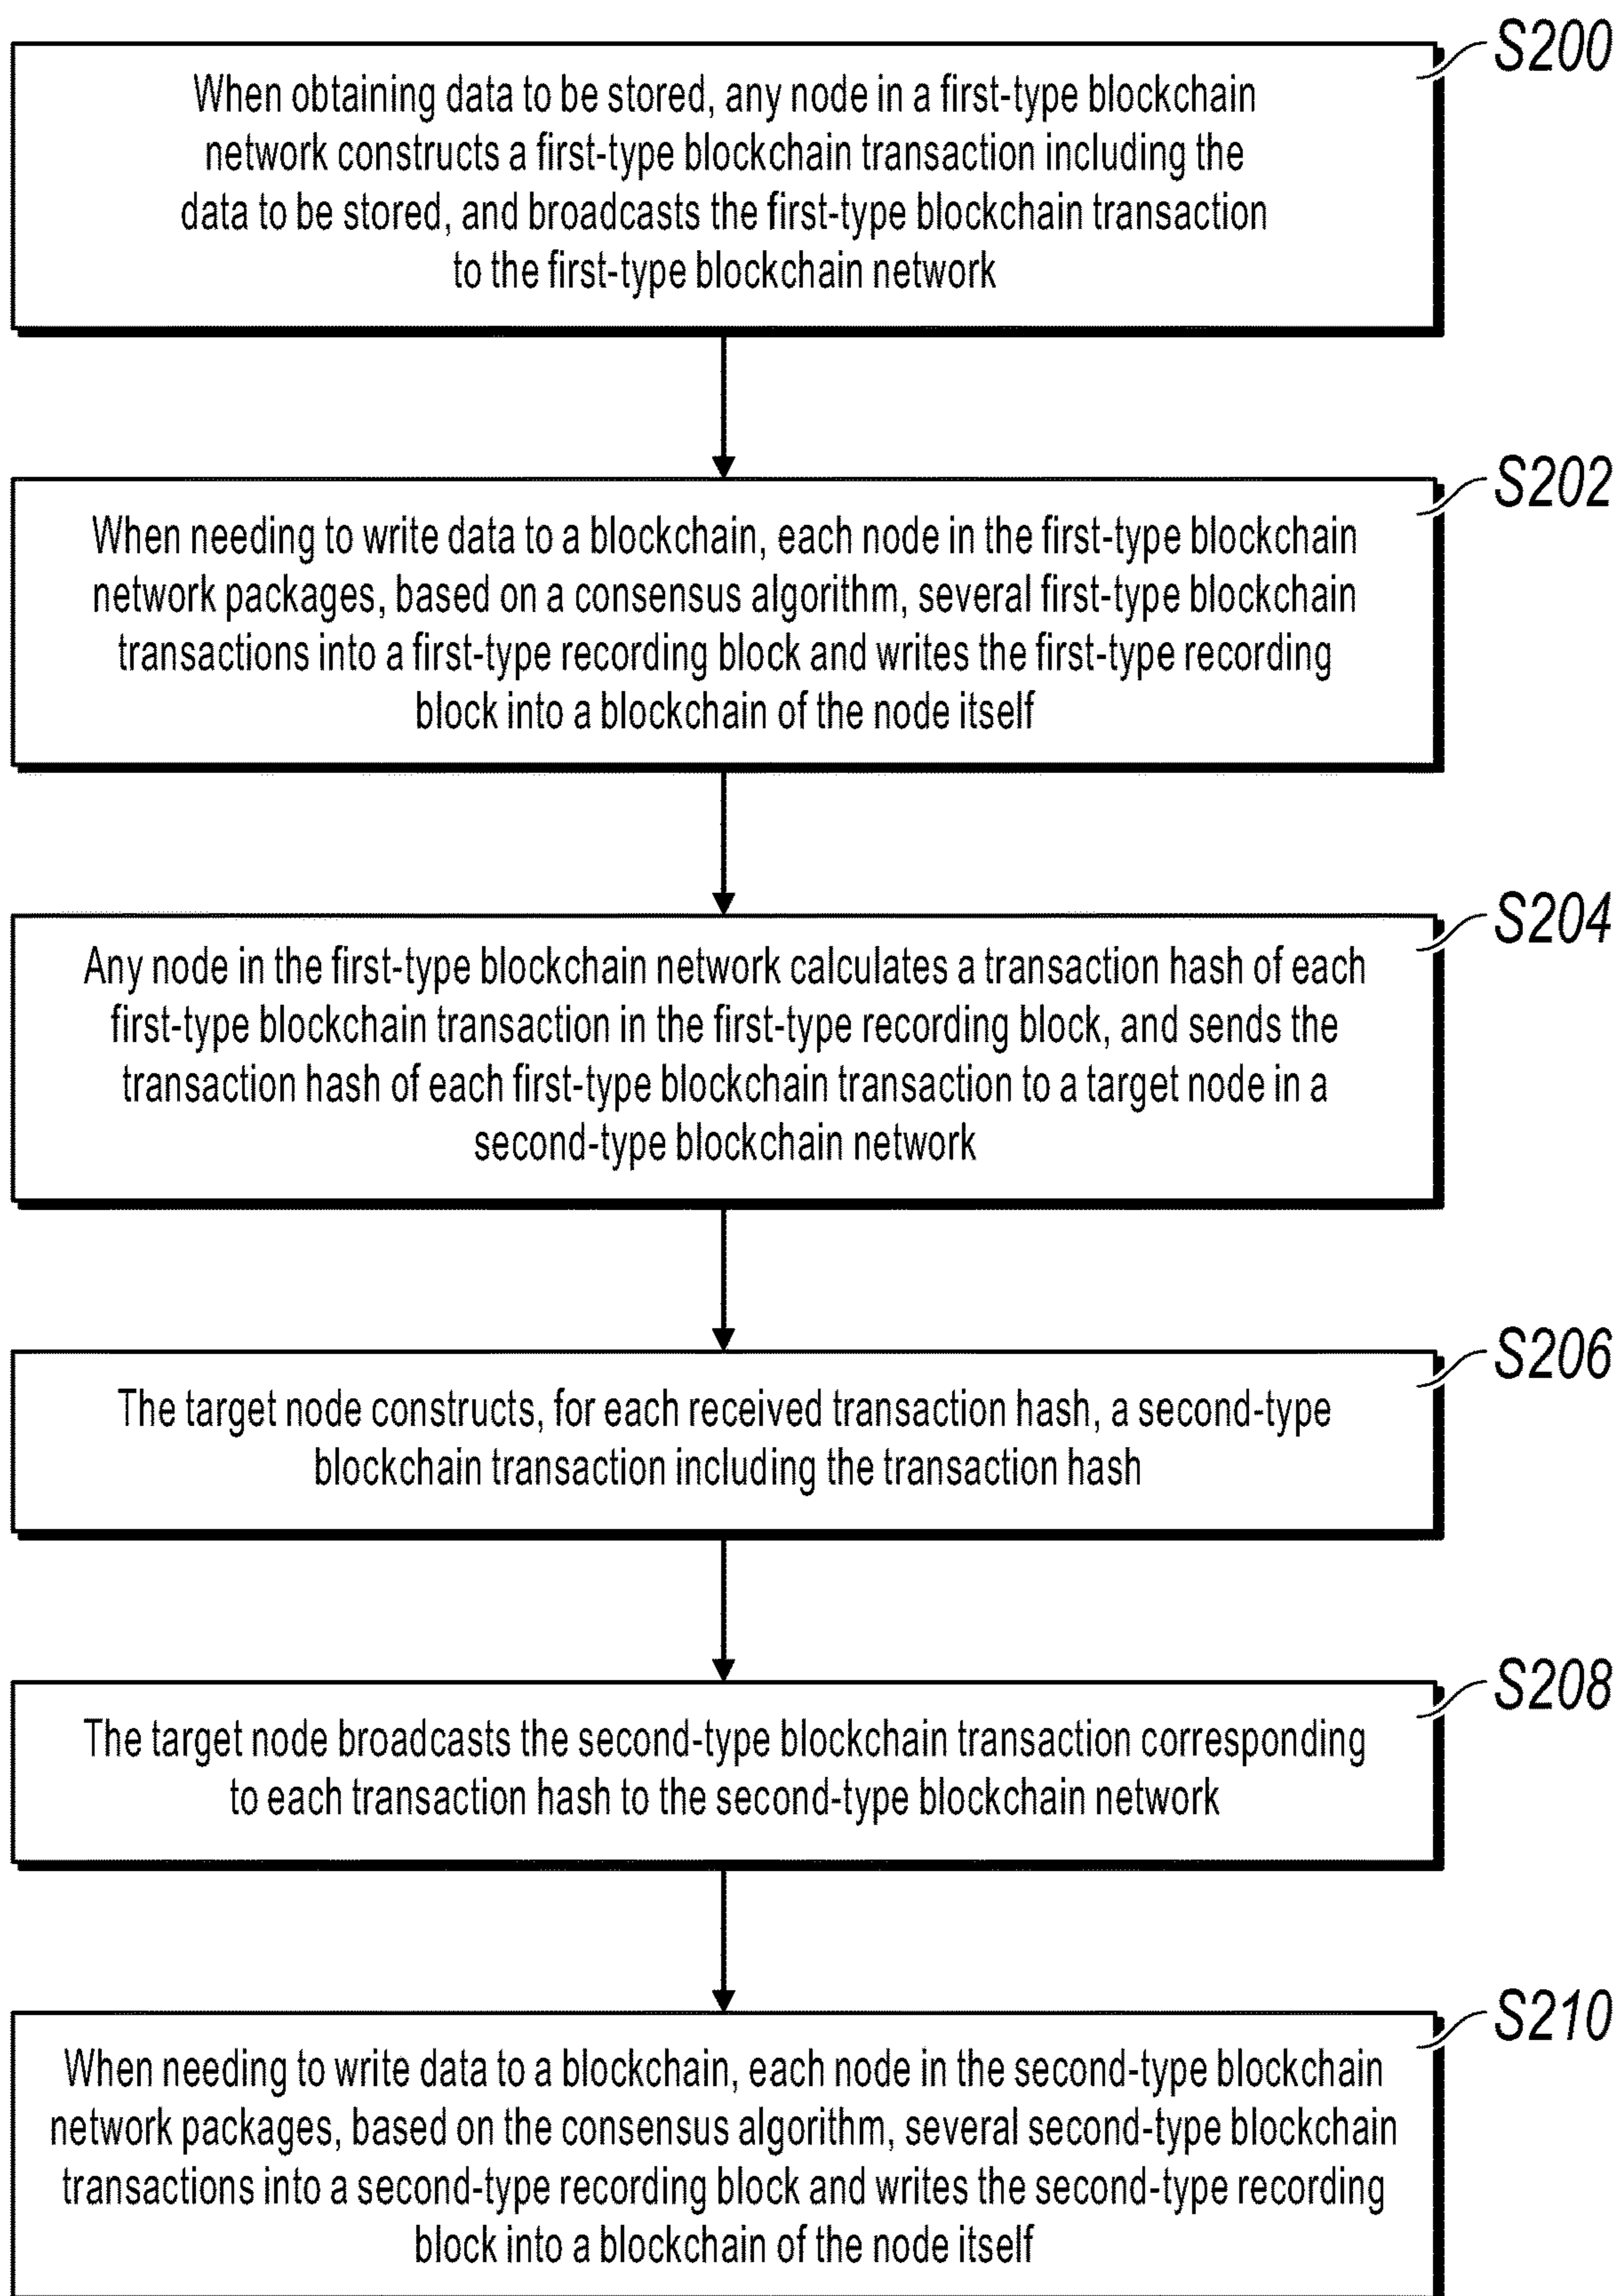 S200
When obtaining data to be stored, any node in a first-type blockchain
network constructs a first-type blockchain transaction including the
data to be stored, and broadcasts the first-type blockchain transaction
to the first-type blockchain network
S202
When needing to write data to a blockchain, each node in the first-type blockchain
network packages, based on a consensus algorithm, several first-type blockchain
transactions into a first-type recording block and writes the first-type recording
block into a blockchain of the node itself
S204
Any node in the first-type blockchain network calculates a transaction hash of each
first-type blockchain transaction in the first-type recording block, and sends the
transaction hash of each first-type blockchain transaction to a target node in a
second-type blockchain network
S206
The target node constructs, for each received transaction hash, a second-type
blockchain transaction including the transaction hash
S208
The target node broadcasts the second-type blockchain transaction corresponding
to each transaction hash to the second-type blockchain network
S210
When needing to write data to a blockchain, each node in the second-type blockchain
network packages, based on the consensus algorithm, several second-type blockchain
transactions into a second-type recording block and writes the second-type recording
block into a blockchain of the node itself